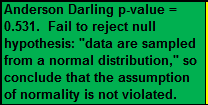 Anderson Darling p-value =
0.531.  Fail to reject null
hypothesis: "data are sampled
from a normal distribution," so
conclude that the assumption
of normality is not violated.